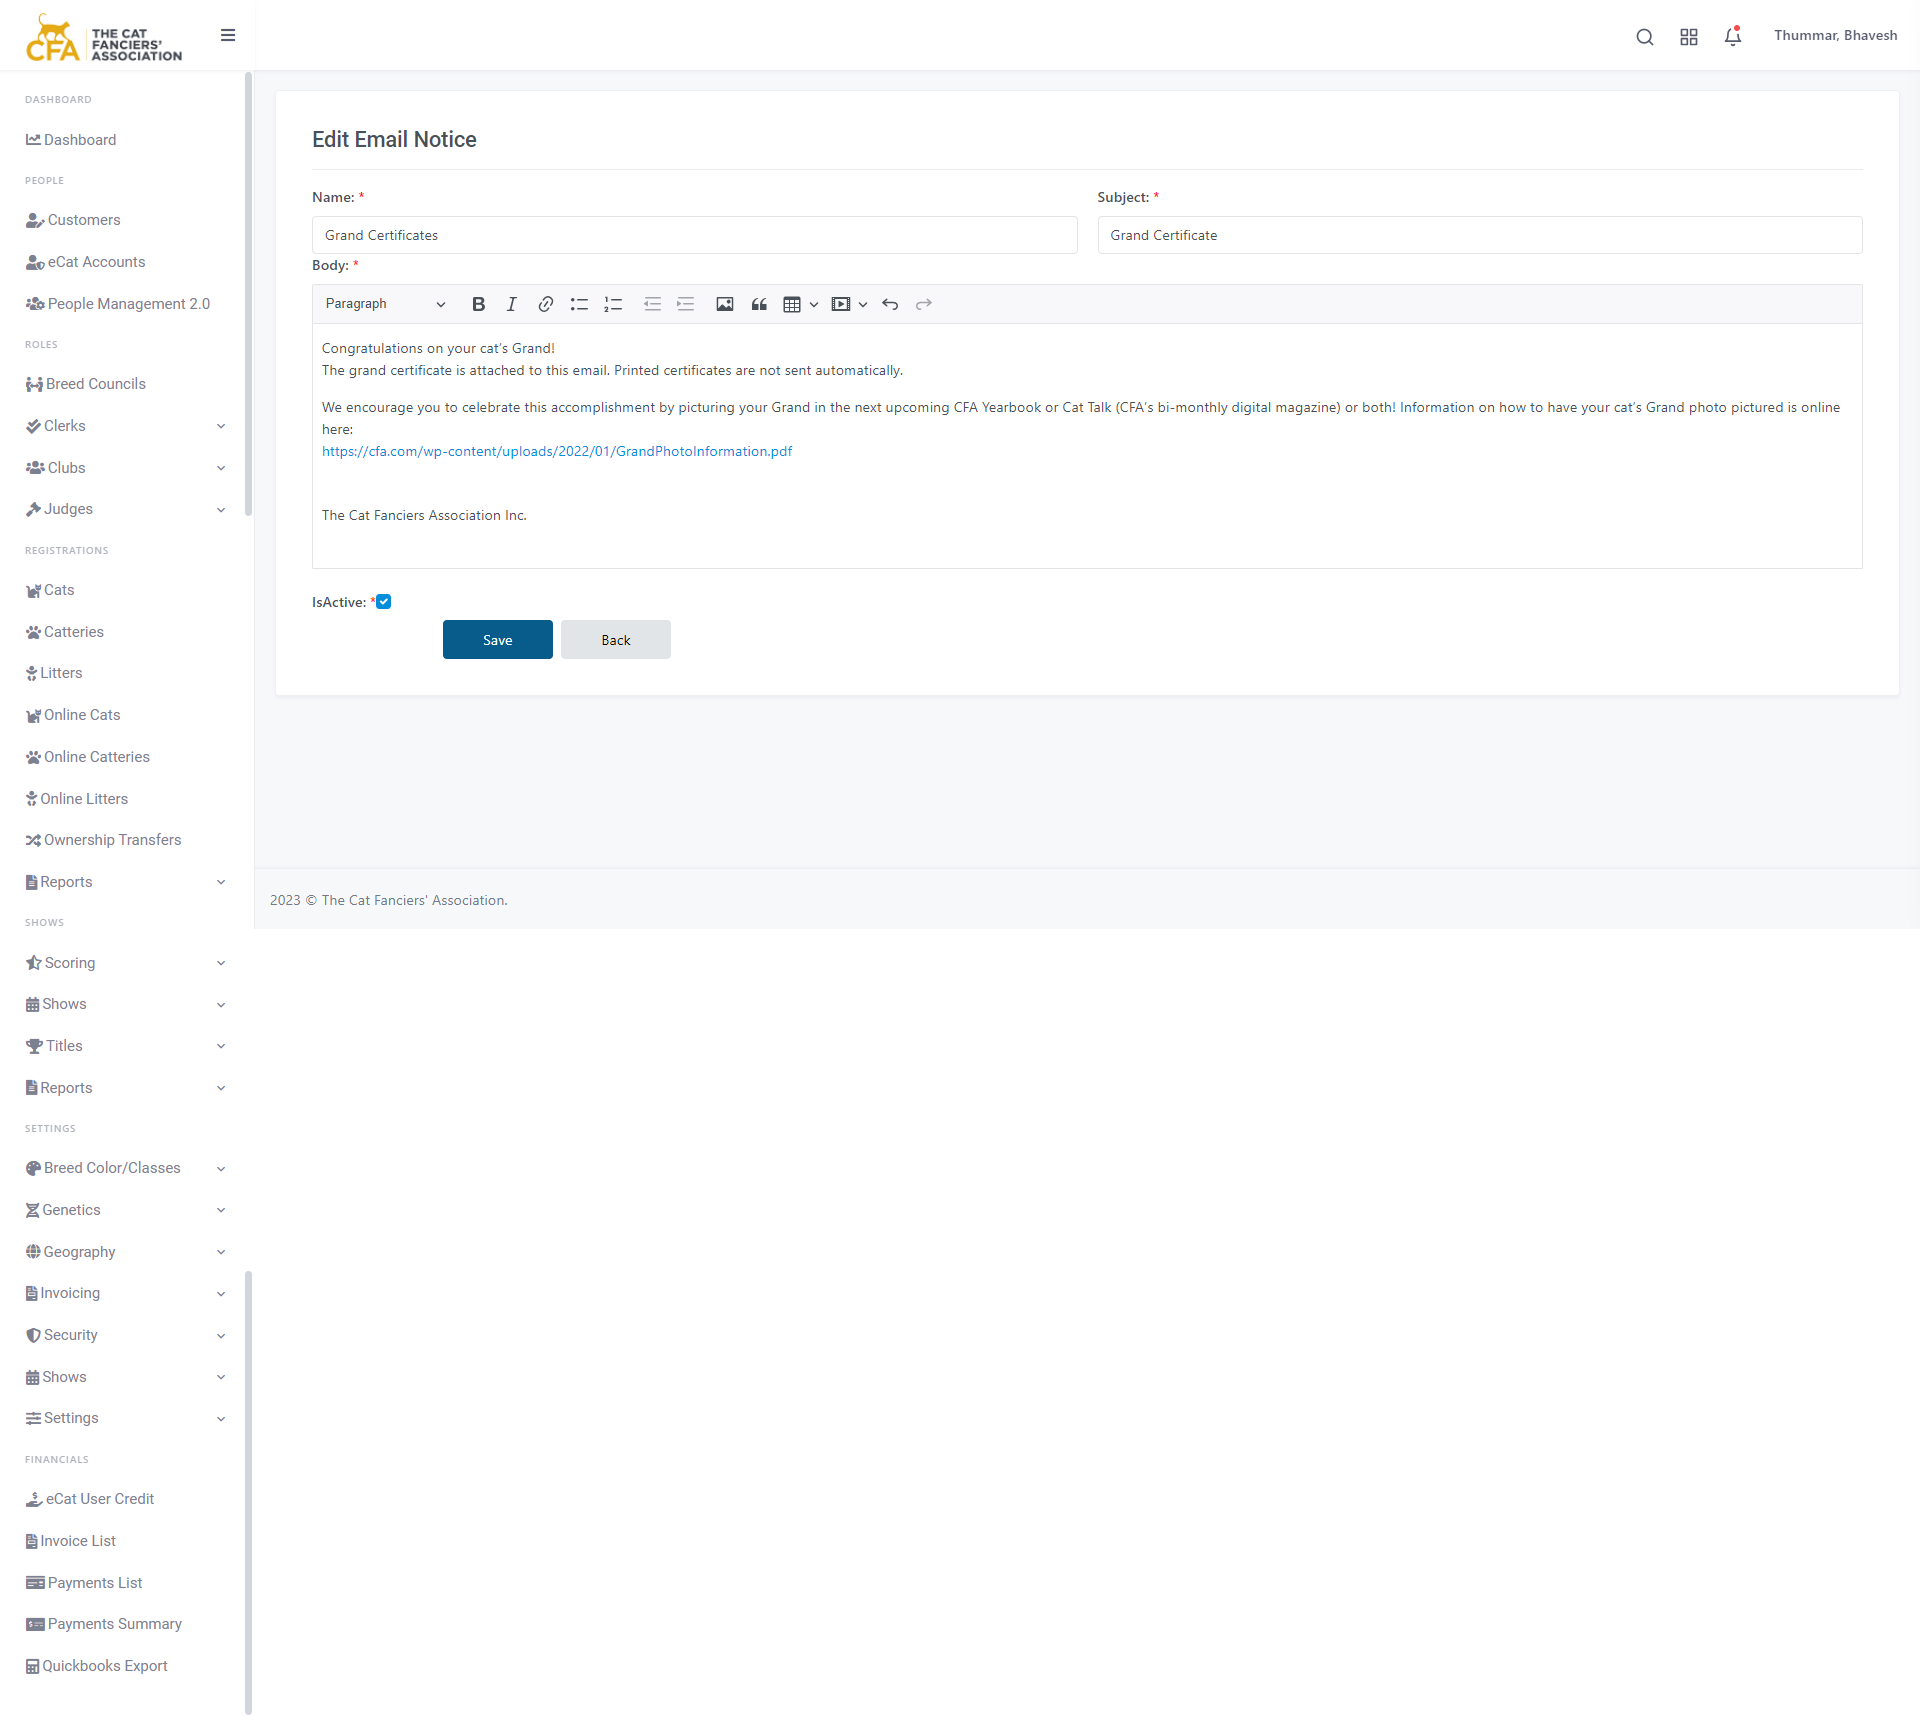 CFA THE CAT FANCIERS' ASSOCIATION
Thummar, Bhavesh
DASHBOARD
Dashboard
PEOPLE
Customers
eCat Accounts
People Management 2.0
ROLES
Breed Councils
Clerks
Clubs
Judges
REGISTRATIONS
Cats
Catteries
Litters
Online Cats
Online Catteries
Online Litters
Ownership Transfers
Reports
SHOWS
Scoring
Shows
Titles
Reports
SETTINGS
Breed Color/Classes
Genetics
Geography
Invoicing
Security
Shows
Settings
FINANCIALS
eCat User Credit
Invoice List
Payments List
Payments Summary
Quickbooks Export
Edit Email Notice
Name: *
Subject: *
Grand Certificates
Grand Certificate
Body: *
Paragraph
Congratulations on your cat's Grand!
The grand certificate is attached to this email. Printed certificates are not sent automatically.
We encourage you to celebrate this accomplishment by picturing your Grand in the next upcoming CFA Yearbook or Cat Talk (CFA's bi-monthly digital magazine) or both! Information on how to have your cat's Grand photo pictured is online
here:
https://cfa.com/wp-content/uploads/2022/01/GrandPhotoInformation.pdf
The Cat Fanciers Association Inc.
IsActive: *
Save
Back
2023 © The Cat Fanciers' Association.